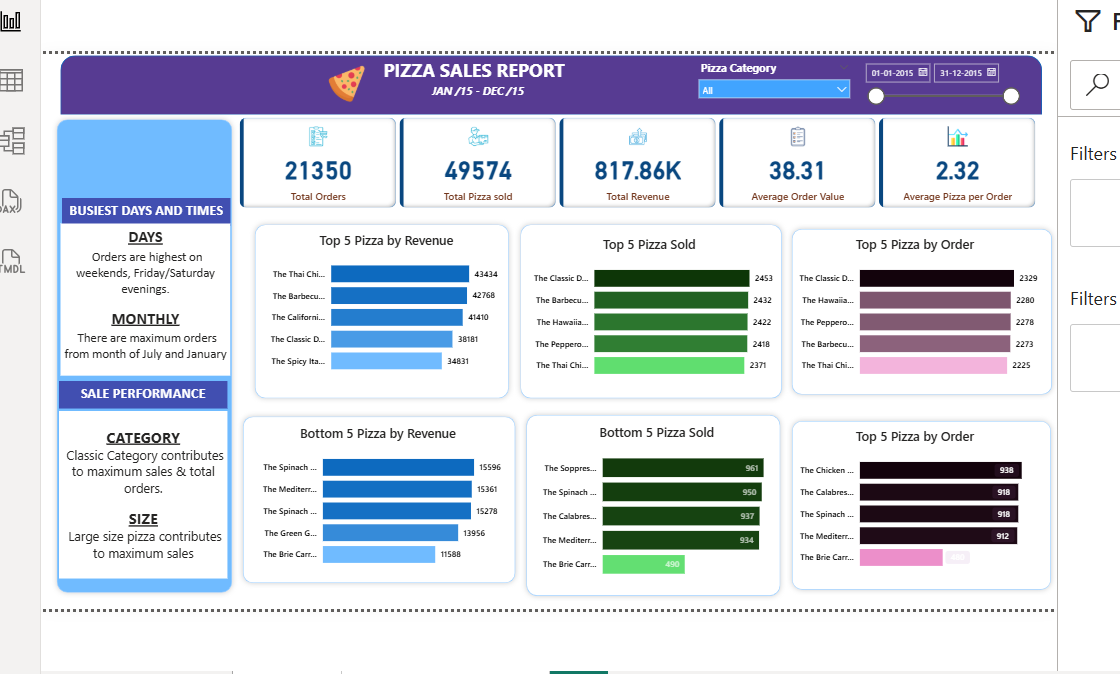 PIZZA SALES REPORT
JAN /15 - DEC /15
Pizza Category
All
01-01-2015
31-12-2015
21350
Total Orders
49574
Total Pizza sold
817.86K
Total Revenue
38.31
Average Order Value
2.32
Average Pizza per Order
BUSIEST DAYS AND TIMES
DAYS
Orders are highest on
weekends, Friday/Saturday
evenings.
MONTHLY
There are maximum orders
from month of July and January
SALE PERFORMANCE
CATEGORY
Classic Category contributes
to maximum sales & total
orders.
SIZE
Large size pizza contributes
to maximum sales
Top 5 Pizza by Revenue
The Thai Chi... 43434
The Barbecu... 42768
The Californi... 41410
The Classic D... 38181
The Spicy Ita... 34831
Top 5 Pizza Sold
The Classic D... 2453
The Barbecu... 2432
The Hawaiia... 2422
The Peppero... 2418
The Thai Chi... 2371
Top 5 Pizza by Order
The Classic D... 2329
The Hawaiia... 2280
The Peppero... 2278
The Barbecu... 2273
The Thai Chi... 2225
Bottom 5 Pizza by Revenue
The Spinach ... 15596
The Mediterr... 15361
The Spinach ... 15278
The Green G... 13956
The Brie Carr... 11588
Bottom 5 Pizza Sold
The Soppres... 961
The Spinach ... 950
The Calabres... 937
The Mediterr... 934
The Brie Carr... 490
Top 5 Pizza by Order
The Chicken ... 938
The Calabres... 918
The Spinach ... 918
The Mediterr... 912
The Brie Carr...
Filters
Filters
TMDL